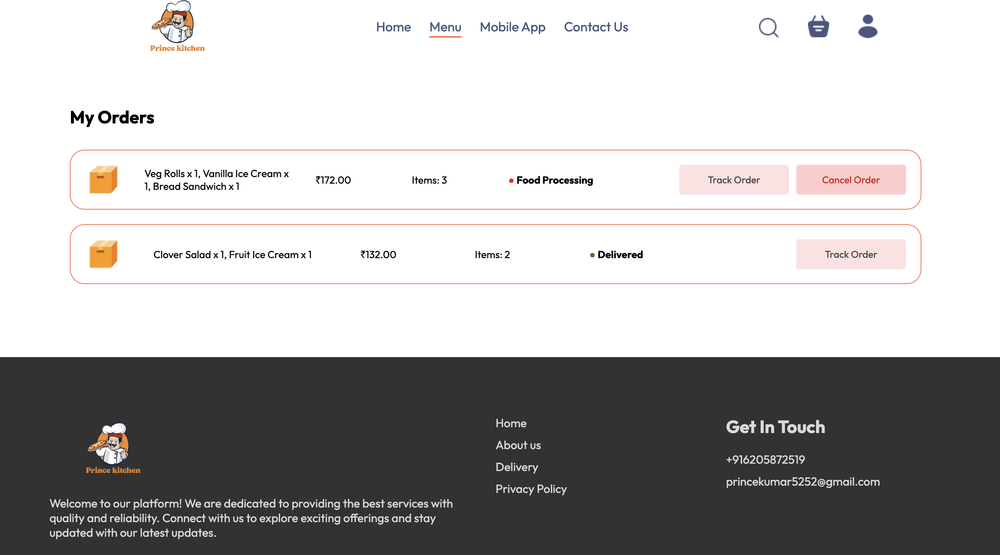 Prince kitchen
Home Menu Mobile App Contact Us
My Orders
Veg Rolls x 1, Vanilla Ice Cream x
1, Bread Sandwich x 1
₹172.00
Items: 3
Food Processing
Track Order
Cancel Order
Clover Salad x 1, Fruit Ice Cream x 1
₹132.00
Items: 2
Delivered
Track Order
Prince kitchen
Welcome to our platform! We are dedicated to providing the best services with
quality and reliability. Connect with us to explore exciting offerings and stay
updated with our latest updates.
Home
About us
Delivery
Privacy Policy
Get In Touch
+916205872519
princekumar5252@gmail.com